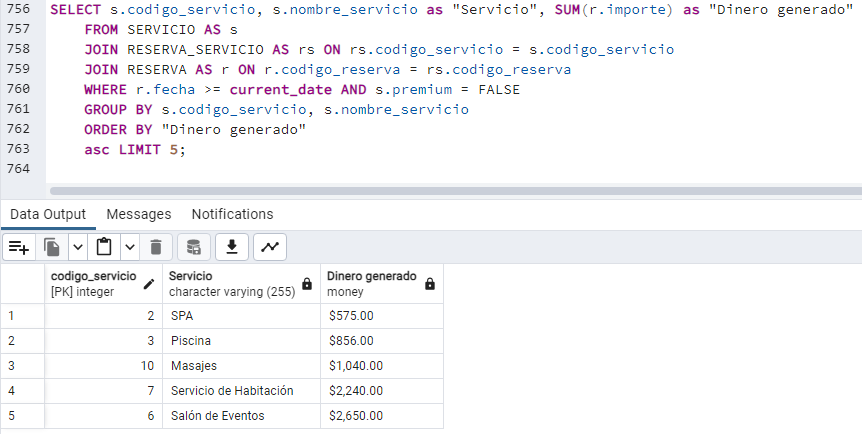 756 SELECT s.codigo_servicio, s.nombre_servicio as "Servicio", SUM(r.importe) as "Dinero generado"
757 FROM SERVICIO AS s
758 JOIN RESERVA_SERVICIO AS rs ON rs.codigo_servicio = s.codigo_servicio
759 JOIN RESERVA AS r ON r.codigo_reserva = rs.codigo_reserva
760 WHERE r.fecha >= current_date AND s.premium = FALSE
761 GROUP BY s.codigo_servicio, s.nombre_servicio
762 ORDER BY "Dinero generado"
763 asc LIMIT 5;
764
Data Output Messages Notifications
codigo_servicio Servicio Dinero generado
[PK] integer character varying (255) money
1 2 SPA $575.00
2 3 Piscina $856.00
3 10 Masajes $1,040.00
4 7 Servicio de Habitación $2,240.00
5 6 Salón de Eventos $2,650.00